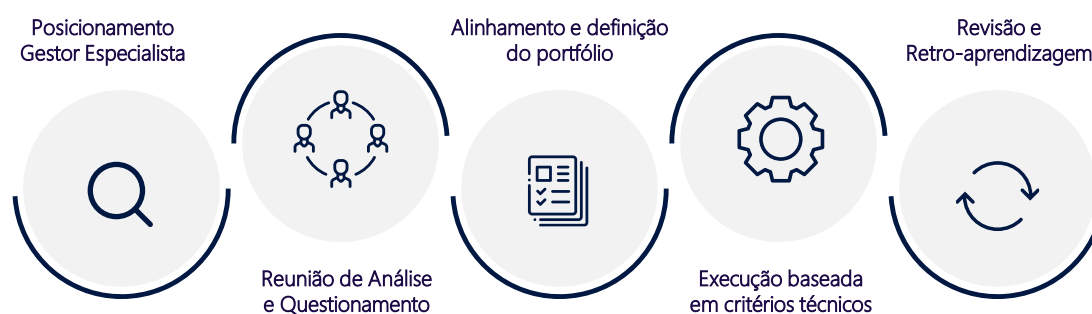 Posicionamento
Gestor Especialista
Reunião de Análise
e Questionamento
Alinhamento e definição
do portfólio
Execução baseada
em critérios técnicos
Revisão e
Retro-aprendizagem